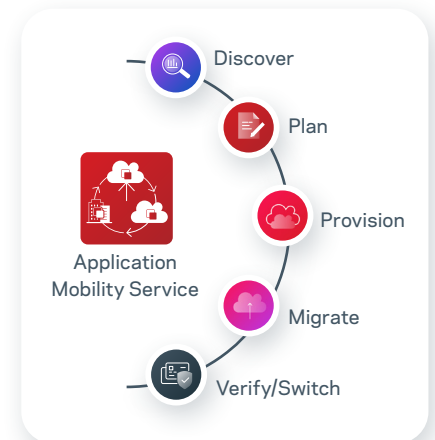 Discover
Plan
Provision
Application
Mobility Service
Migrate
Verify/Switch